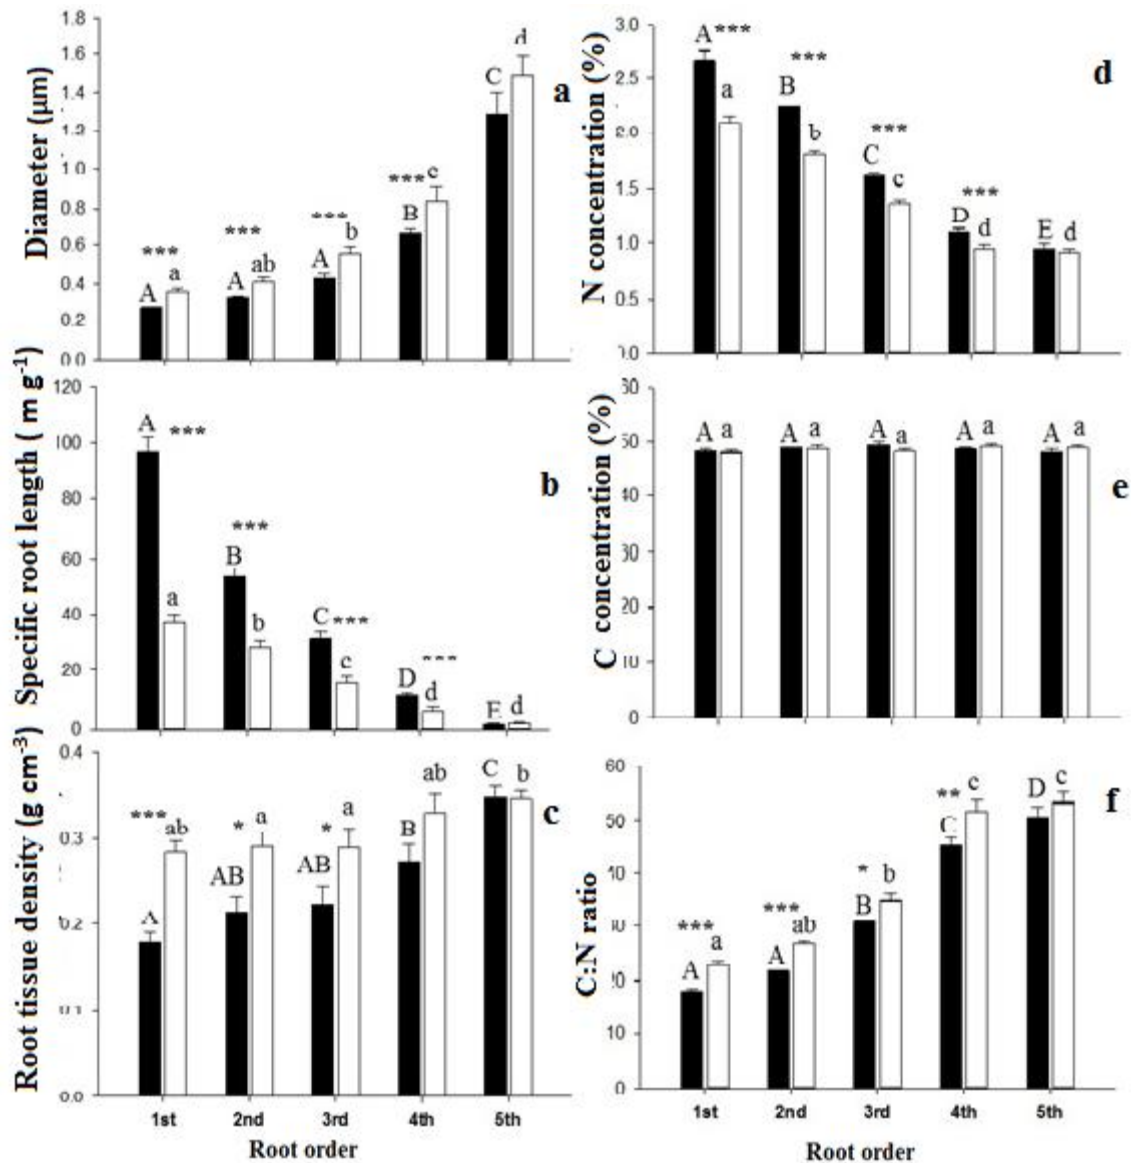 Diameter (µm)
1.8
1.6
1.4
1.2
1.0
0.8
0.6
0.4
0.2
0.0
A
***
a
A
***
ab
A
***
b
B
***
c
C
d
a
Specific root length ( m g⁻¹)
120
100
80
60
40
20
0
A
***
a
B
***
b
C
***
c
D
***
d
E
d
b
Root tissue density (g cm⁻³)
0.4
0.3
0.2
0.1
0.0
A
***
ab
AB
*
a
AB
*
a
B
ab
C
b
c
1st 2nd 3rd 4th 5th
Root order
N concentration (%)
3.0
2.5
2.0
1.5
1.0
0.5
A
***
a
B
***
b
C
***
c
D
***
d
E
d
d
C concentration (%)
40
0
A
a
A
a
A
a
A
a
A
a
e
C:N ratio
60
50
40
20
10
0
A
***
a
A
***
ab
B
*
b
C
**
c
D
c
f
1st 2nd 3rd 4th 5th
Root order